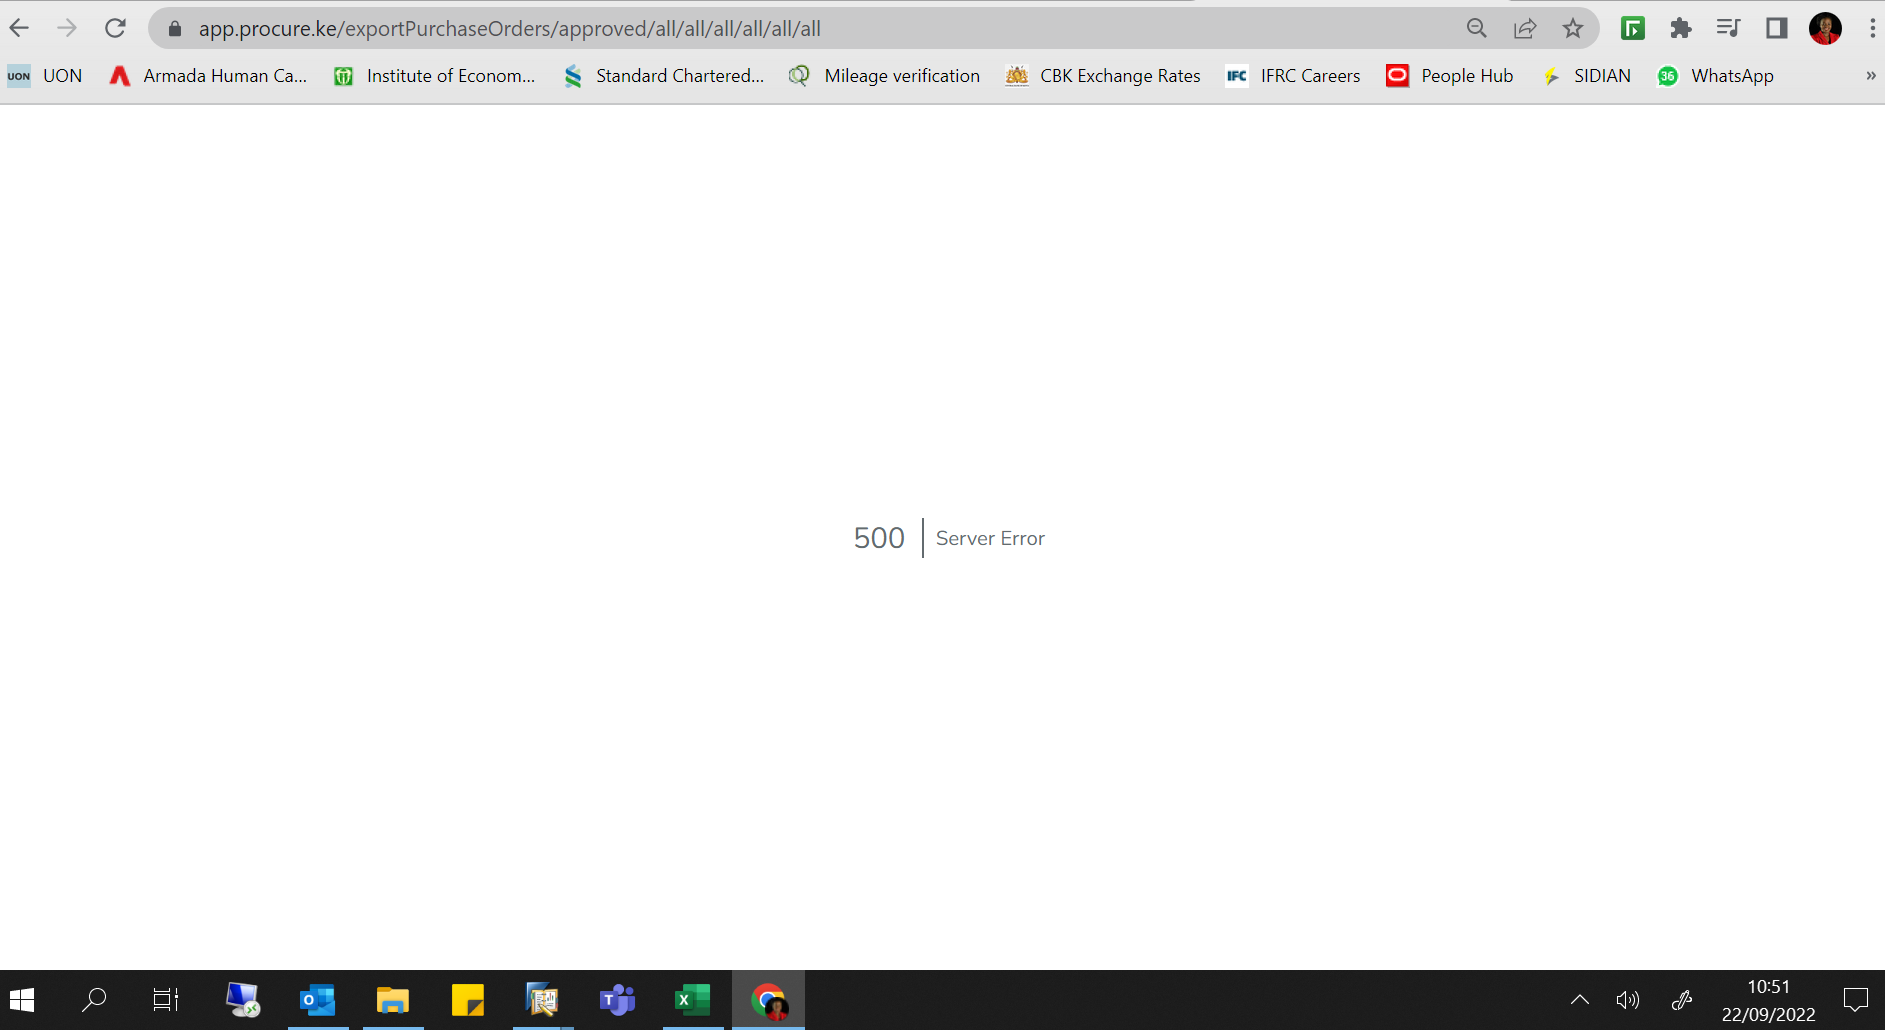 app.procure.ke/exportPurchaseOrders/approved/all/all/all/all/all/all
UON UON Armada Human Ca... Institute of Econom... Standard Chartered... Mileage verification CBK Exchange Rates IFC IFRC Careers People Hub SIDIAN 36 WhatsApp »
500 Server Error
O T X 10:51
22/09/2022